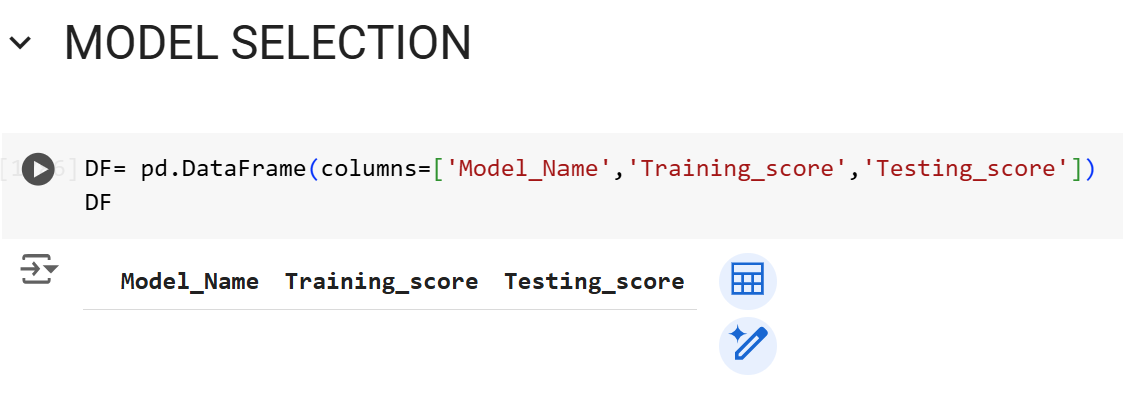 MODEL SELECTION
DF= pd.DataFrame(columns=['Model_Name','Training_score','Testing_score'])
DF
Model_Name Training_score Testing_score